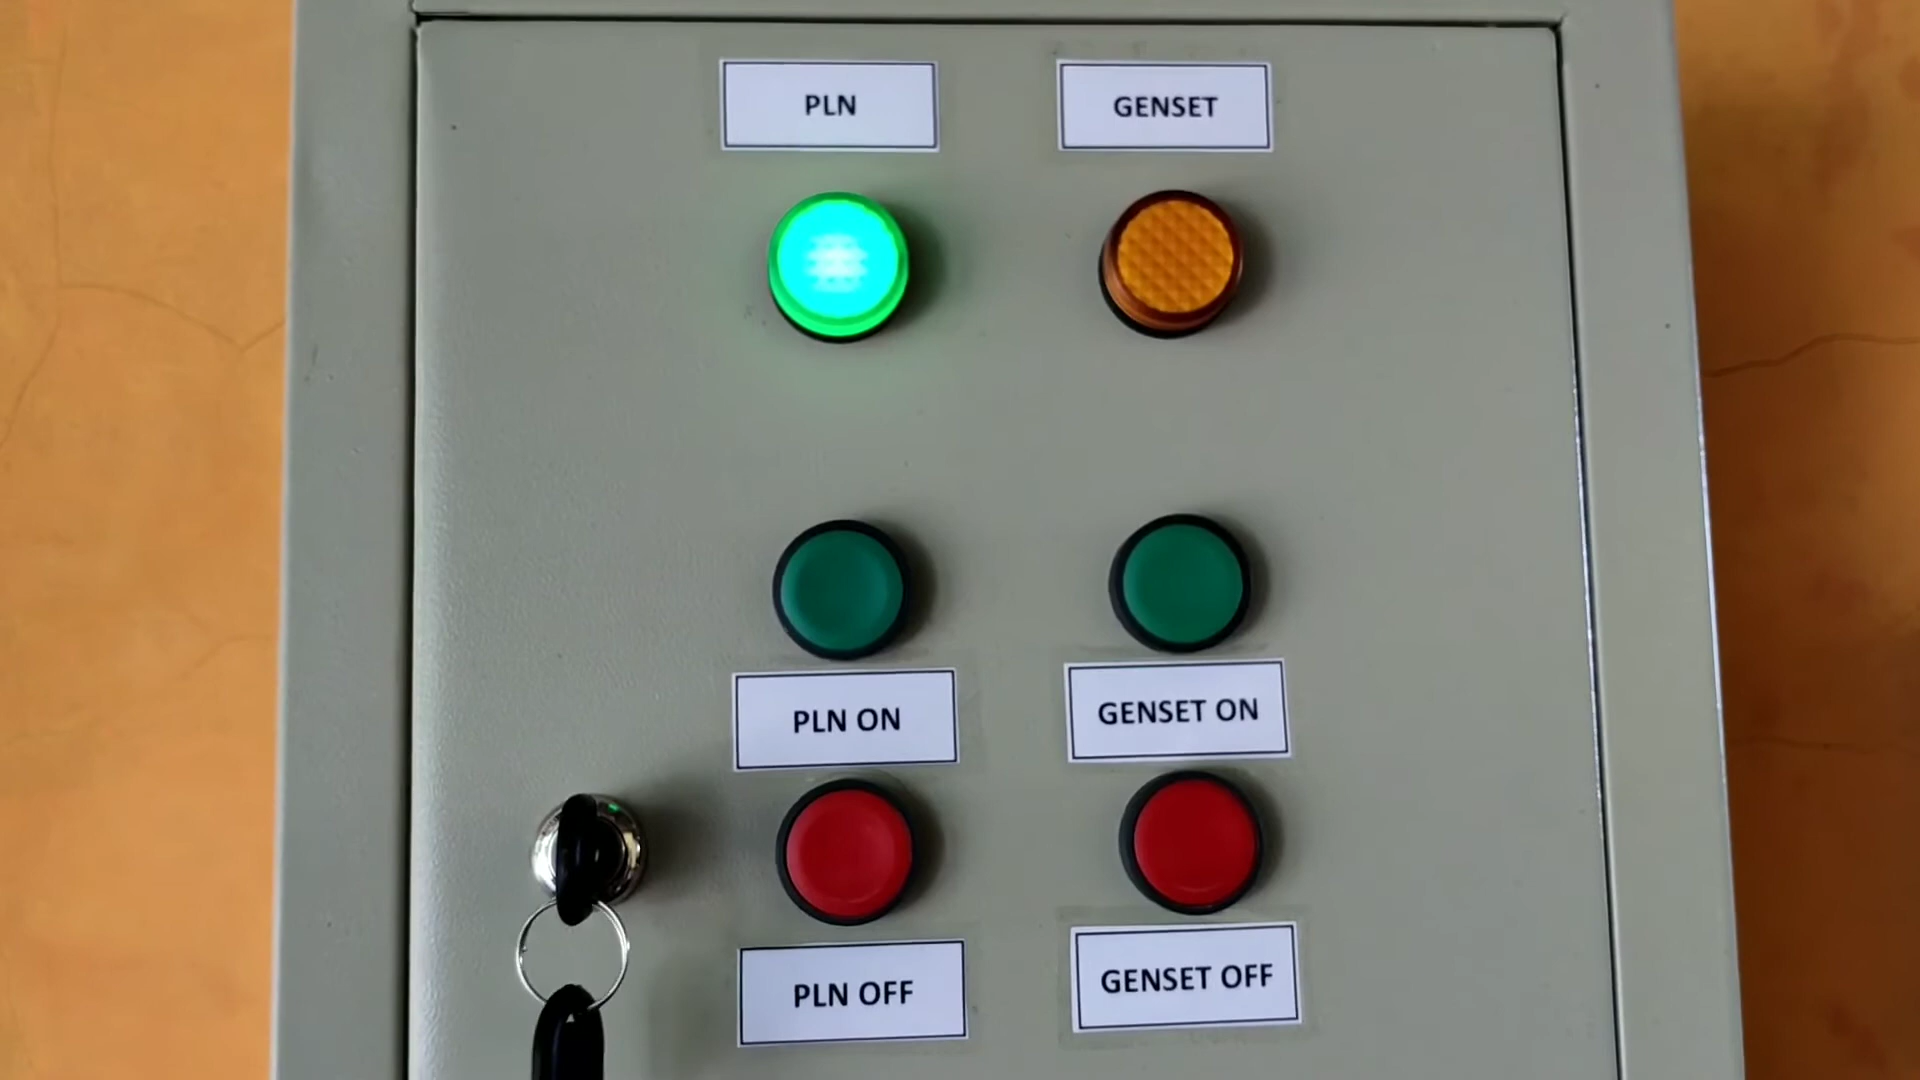 PLN
GENSET
PLN ON
GENSET ON
PLN OFF
GENSET OFF